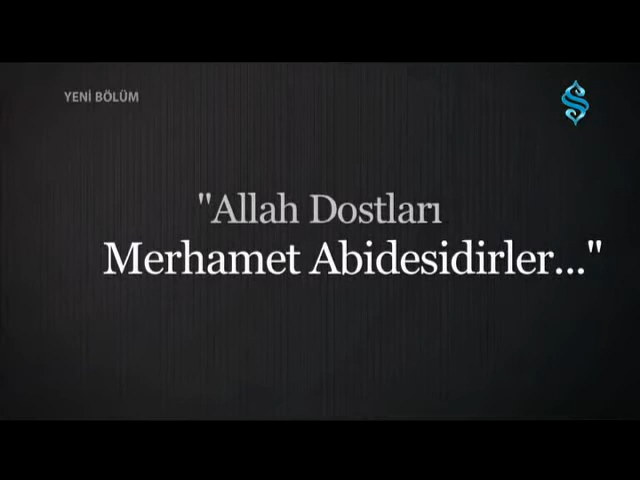 YENİ BÖLÜM
"Allah Dostları
Merhamet Abidesidirler..."